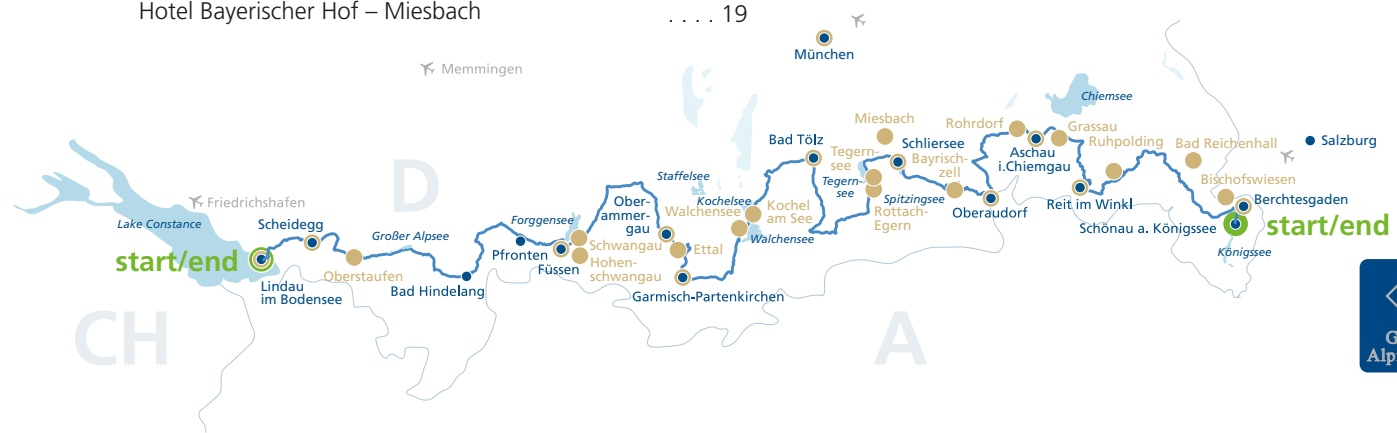 Hotel Bayerischer Hof – Miesbach . . . . 19
München
Memmingen
Chiemsee
Miesbach
Rohrdorf
Grassau
Bad Tölz
Tegern-
see
Schliersee
Bayrisch-
zell
Aschau
i.Chiemgau
Ruhpolding
Bad Reichenhall
Salzburg
D
Staffelsee
Ober-
ammer-
gau
Kochelsee
Walchensee
Kochel
am See
Tegern-
see
Spitzingsee
Rottach-
Egern
Oberaudorf
Reit im Winkl
Bischofswiesen
Berchtesgaden
Friedrichshafen
Lake Constance
Scheidegg
Großer Alpsee
Forggensee
Schwangau
Hohen-
schwangau
Ettal
Walchensee
Schönau a. Königssee
start/end
Königssee
start/end
Lindau
im Bodensee
Oberstaufen
Bad Hindelang
Pfronten
Füssen
Garmisch-Partenkirchen
CH
A
G
Alp